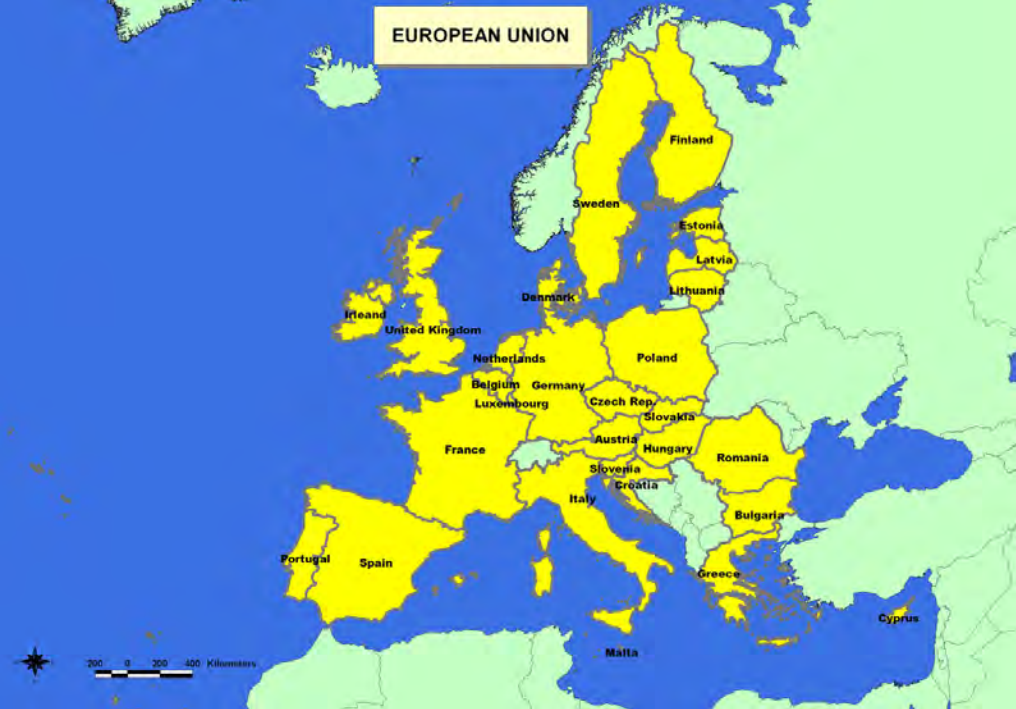 EUROPEAN UNION
Finland
Sweden
Estonia
Latvia
Lithuania
Denmark
Irleand
United Kingdom
Netherlands
Poland
Belgium
Germany
Luxembourg
Czech Rep.
Slovakia
Austria
Hungary
France
Romania
Slovenia
Croatia
Italy
Bulgaria
Portugal
Spain
Greece
Cyprus
Malta
200 0 200 400 Kilometers